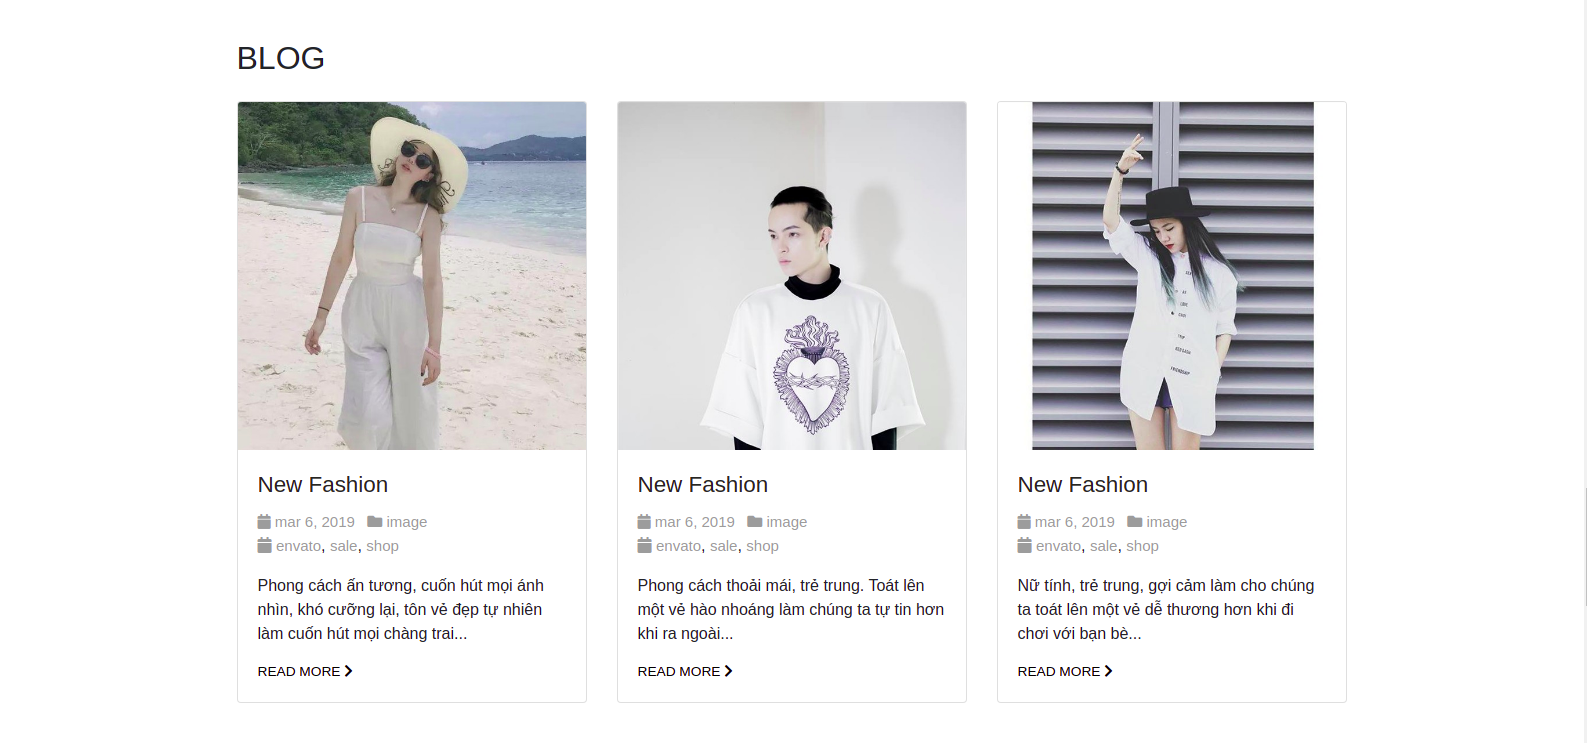 BLOG
New Fashion
mar 6, 2019 image
envato, sale, shop
Phong cách ấn tương, cuốn hút mọi ánh
nhìn, khó cưỡng lại, tôn vẻ đẹp tự nhiên
làm cuốn hút mọi chàng trai...
READ MORE
New Fashion
mar 6, 2019 image
envato, sale, shop
Phong cách thoải mái, trẻ trung. Toát lên
một vẻ hào nhoáng làm chúng ta tự tin hơn
khi ra ngoài...
READ MORE
New Fashion
mar 6, 2019 image
envato, sale, shop
Nữ tính, trẻ trung, gợi cảm làm cho chúng
ta toát lên một vẻ dễ thương hơn khi đi
chơi với bạn bè...
READ MORE